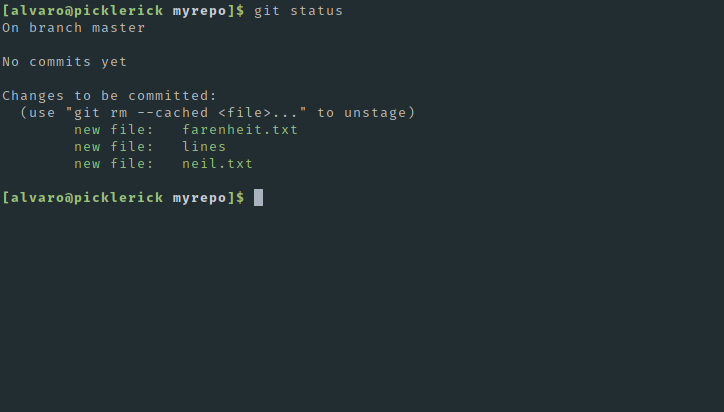 [alvaro@picklerick myrepo]$ git status
On branch master

No commits yet

Changes to be committed:
  (use "git rm --cached <file>..." to unstage)
        new file:   farenheit.txt
        new file:   lines
        new file:   neil.txt

[alvaro@picklerick myrepo]$